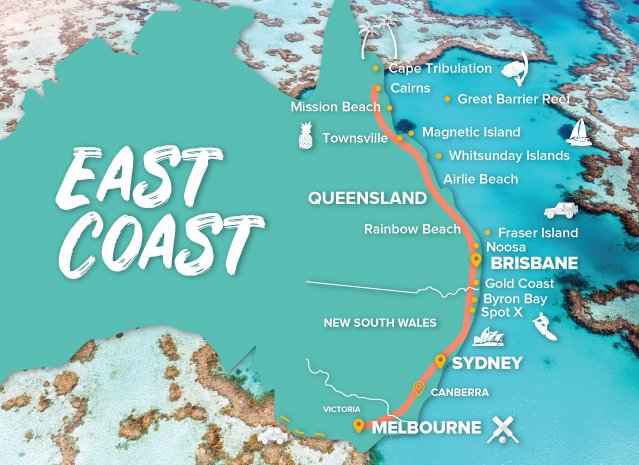 EAST
COAST
Cape Tribulation
Cairns
Great Barrier Reef
Mission Beach
Magnetic Island
Townsville
Whitsunday Islands
Airlie Beach
QUEENSLAND
Rainbow Beach
Fraser Island
Noosa
BRISBANE
Gold Coast
Byron Bay
Spot X
NEW SOUTH WALES
SYDNEY
CANBERRA
VICTORIA
MELBOURNE